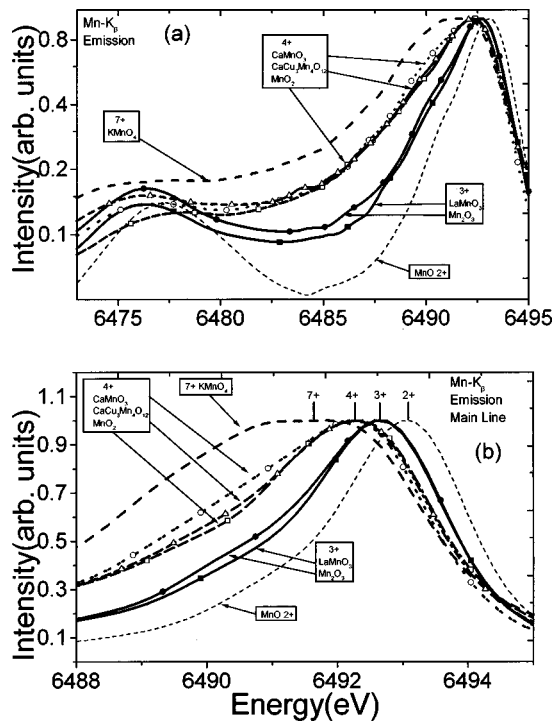 Mn-Kβ
Emission
(a)
4+
CaMnO3
CaCu3Mn4O12
MnO2
7+
KMnO4
3+
LaMnO3
Mn2O3
MnO 2+
Intensity(arb. units)
0.8
0.4
0.2
0.1
6475 6480 6485 6490 6495
4+
CaMnO3
CaCu3Mn4O12
MnO2
7+ KMnO4
7+ 4+ 3+ 2+
Mn-Kβ
Emission
Main Line
(b)
3+
LaMnO3
Mn2O3
MnO 2+
Intensity(arb. units)
1.1
0.9
0.7
0.5
0.3
0.1
6488 6490 6492 6494
Energy(eV)